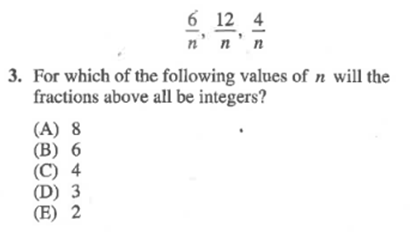 6/n, 12/n, 4/n
3. For which of the following values of n will the
fractions above all be integers?
(A) 8
(B) 6
(C) 4
(D) 3
(E) 2